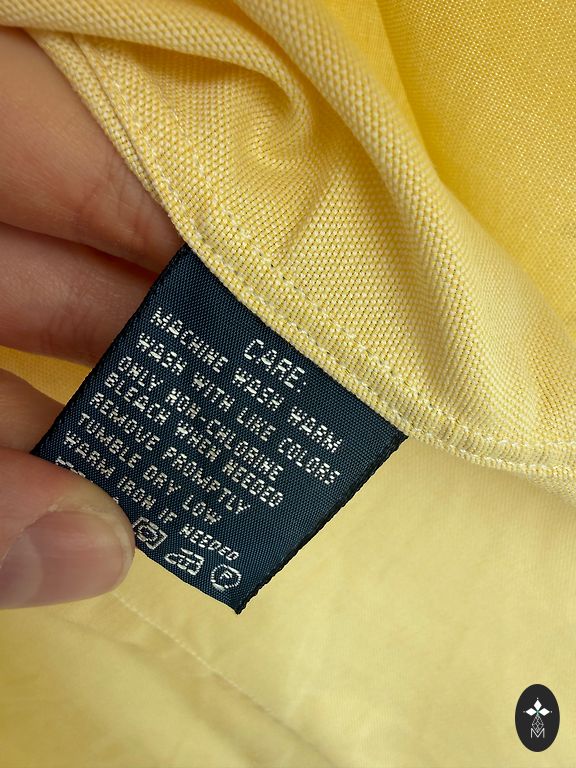 CARE:
MACHINE WASH WARM
WASH WITH LIKE COLORS
ONLY NON-CHLORINE
BLEACH WHEN NEEDED
REMOVE PROMPTLY
TUMBLE DRY LOW
WARM IRON IF NEEDED
F
M